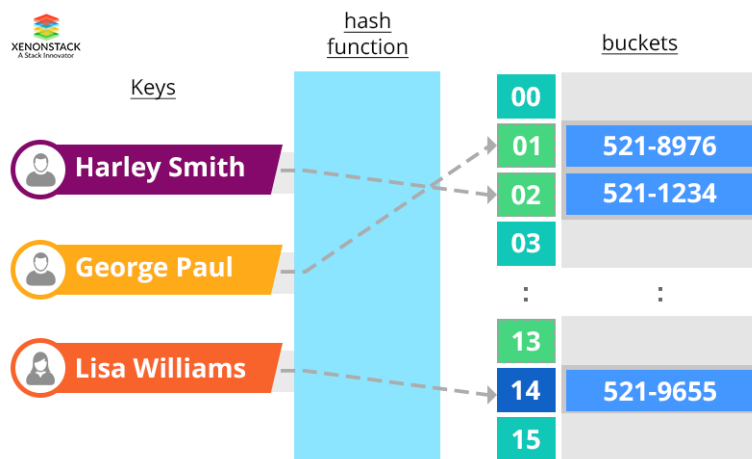 XENONSTACK
A Stack Innovator
Keys
hash
function
buckets
Harley Smith
George Paul
Lisa Williams
00
01 521-8976
02 521-1234
03
: :
13
14 521-9655
15